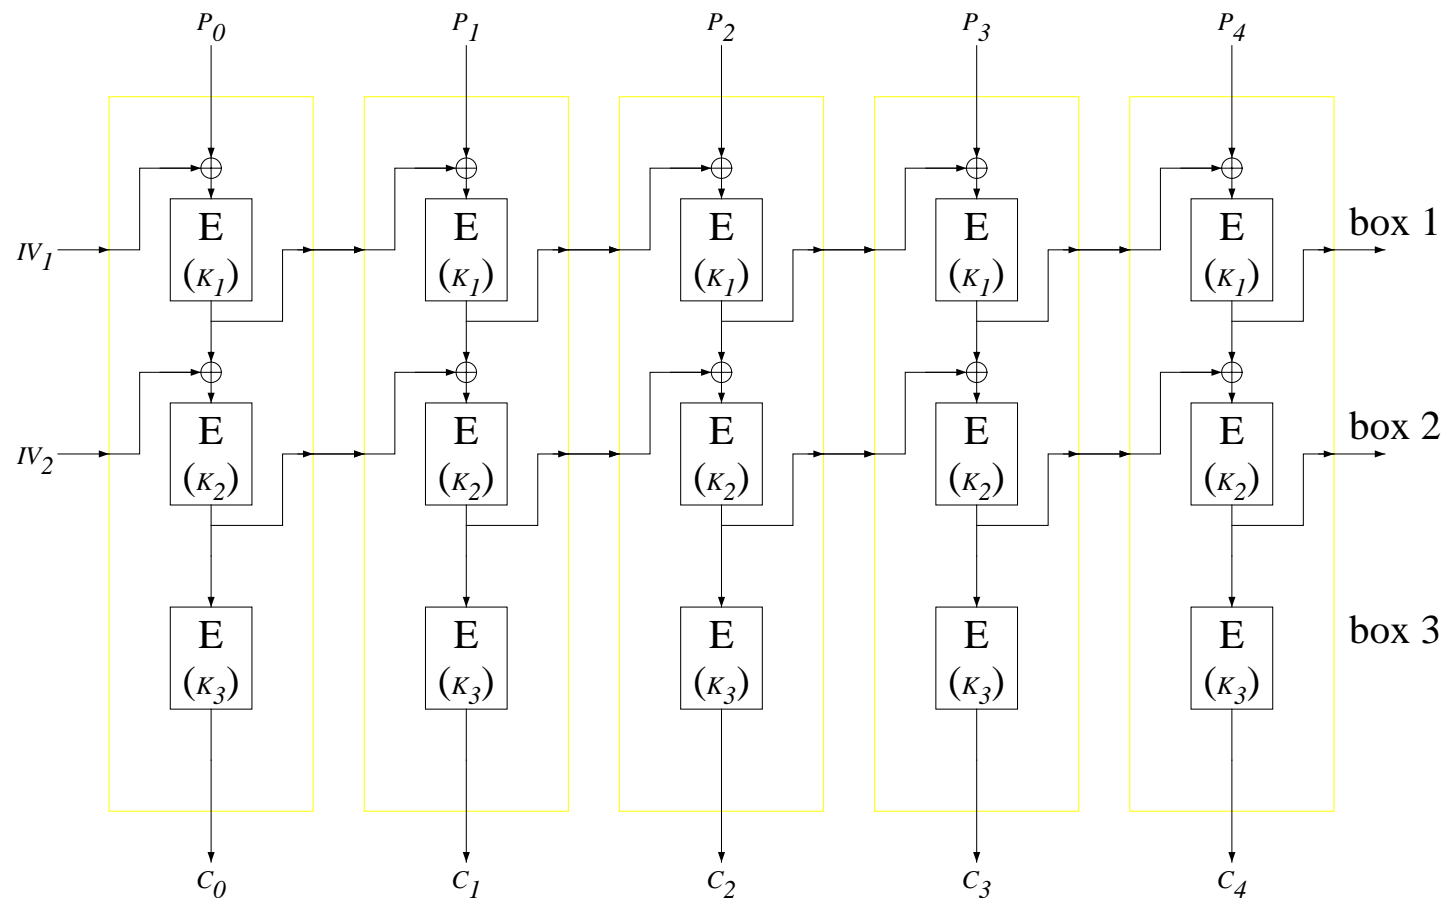 P0 P1 P2 P3 P4
E E E E E box 1
IV1 (K1) (K1) (K1) (K1) (K1)
E E E E E box 2
IV2 (K2) (K2) (K2) (K2) (K2)
E E E E E box 3
(K3) (K3) (K3) (K3) (K3)
C0 C1 C2 C3 C4